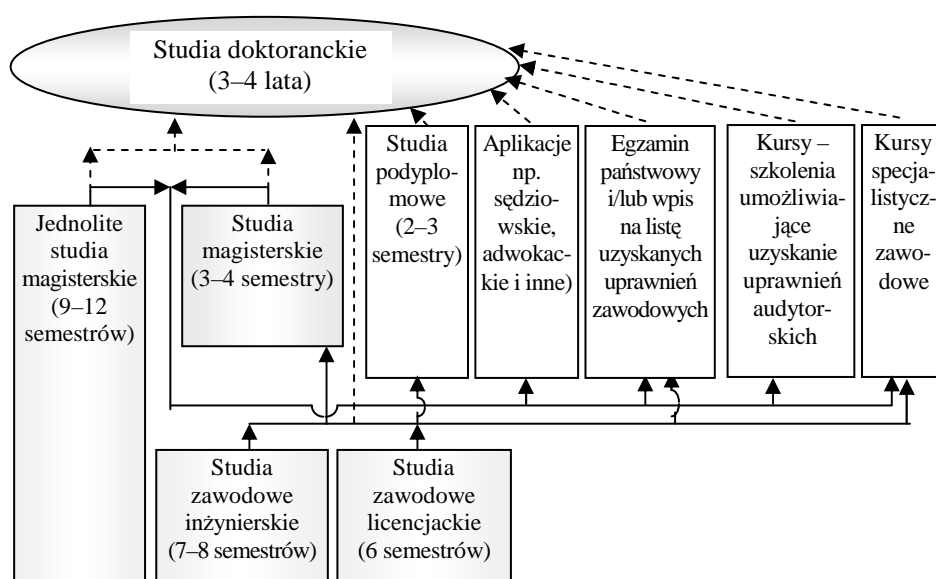 Studia doktoranckie
(3–4 lata)
Jednolite
studia
magisterskie
(9–12
semestrów)
Studia
magisterskie
(3–4 semestry)
Studia
podyplo-
mowe
(2–3
semestry)
Aplikacje
np.
sędzio-
wskie,
adwokac-
kie i inne)
Egzamin
państwowy
i/lub wpis
na listę
uzyskanych
uprawnień
zawodowych
Kursy –
szkolenia
umożliwia-
jące
uzyskanie
uprawnień
audytor-
skich
Kursy
specja-
listycz-
ne
zawo-
dowe
Studia
zawodowe
inżynierskie
(7–8 semestrów)
Studia
zawodowe
licencjackie
(6 semestrów)